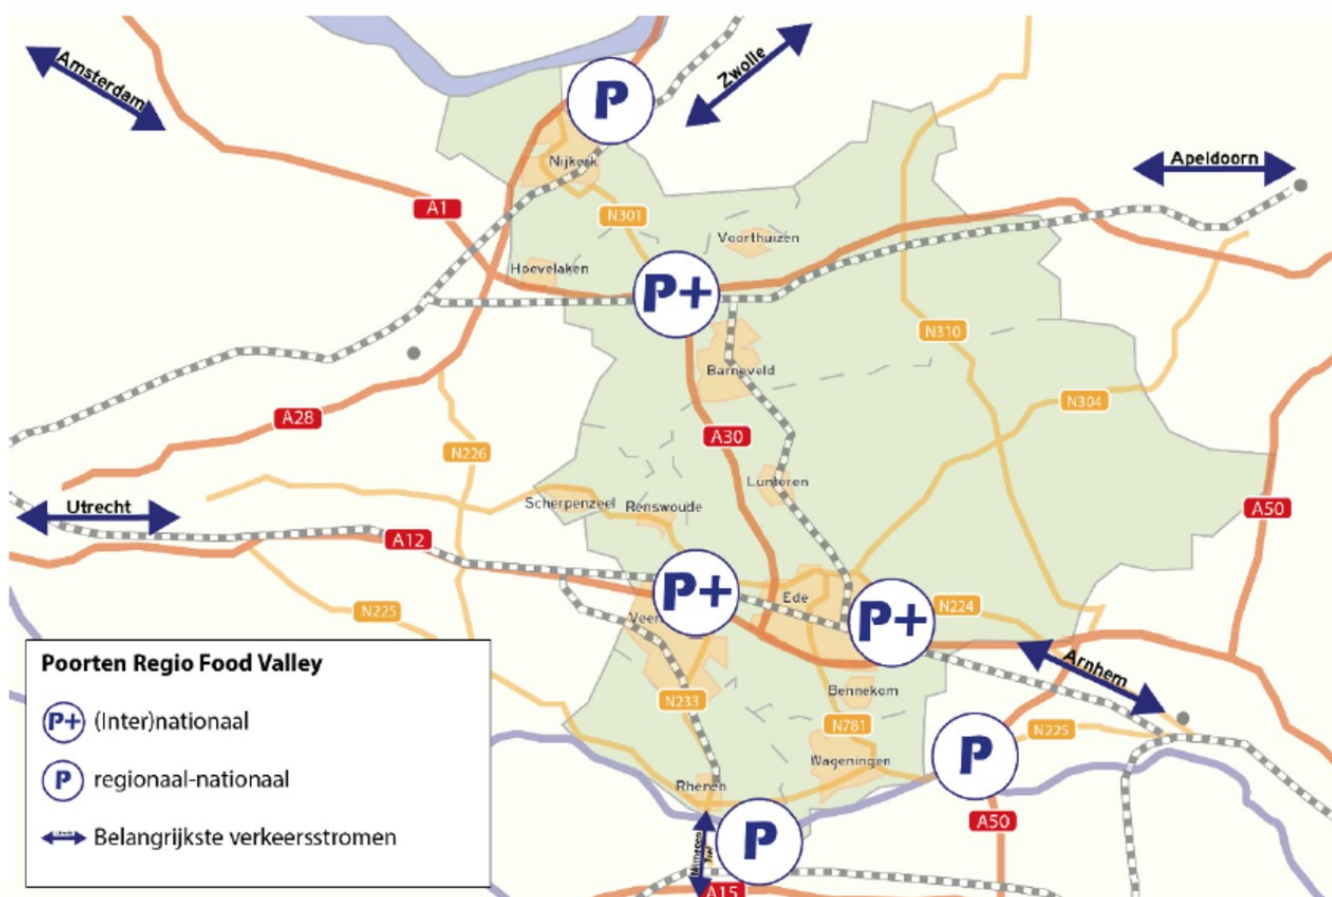 Amsterdam
Zwolle
P
Nijkerk
Apeldoorn
A1
N301
Voorthuizen
Hoevelaken
P+
N310
Barneveld
N304
A28
A30
N226
Lunteren
Utrecht
Scherpenzeel
Renswoude
A50
A12
P+
Ede
P+
N224
N225
Veen
Arnhem
Bennekom
N233
N781
N225
P
Wageningen
Rhenen
A50
P
A15
Poorten Regio Food Valley
P+ (Inter)nationaal
P regionaal-nationaal
Belangrijkste verkeersstromen